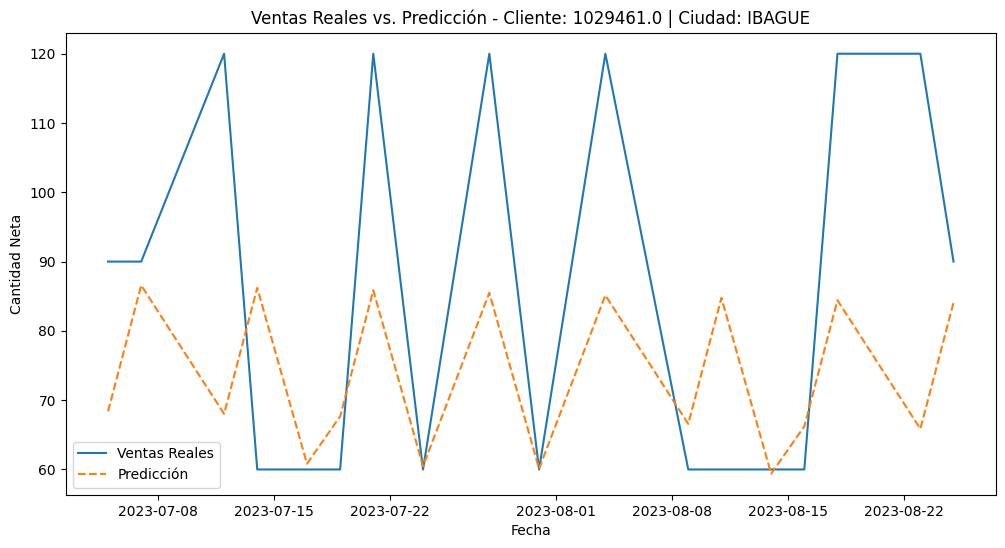 Ventas Reales vs. Predicción - Cliente: 1029461.0 | Ciudad: IBAGUE
120
110
100
90
80
70
60
Cantidad Neta
Ventas Reales
Predicción
2023-07-08
2023-07-15
2023-07-22
2023-08-01
2023-08-08
2023-08-15
2023-08-22
Fecha